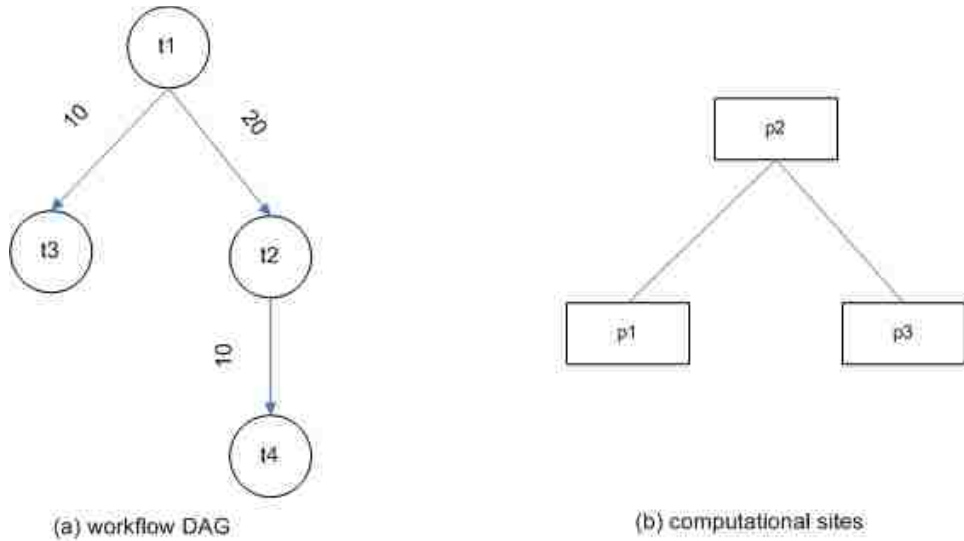 t1
10
20
t3
t2
10
t4
(a) workflow DAG
p2
p1
p3
(b) computational sites